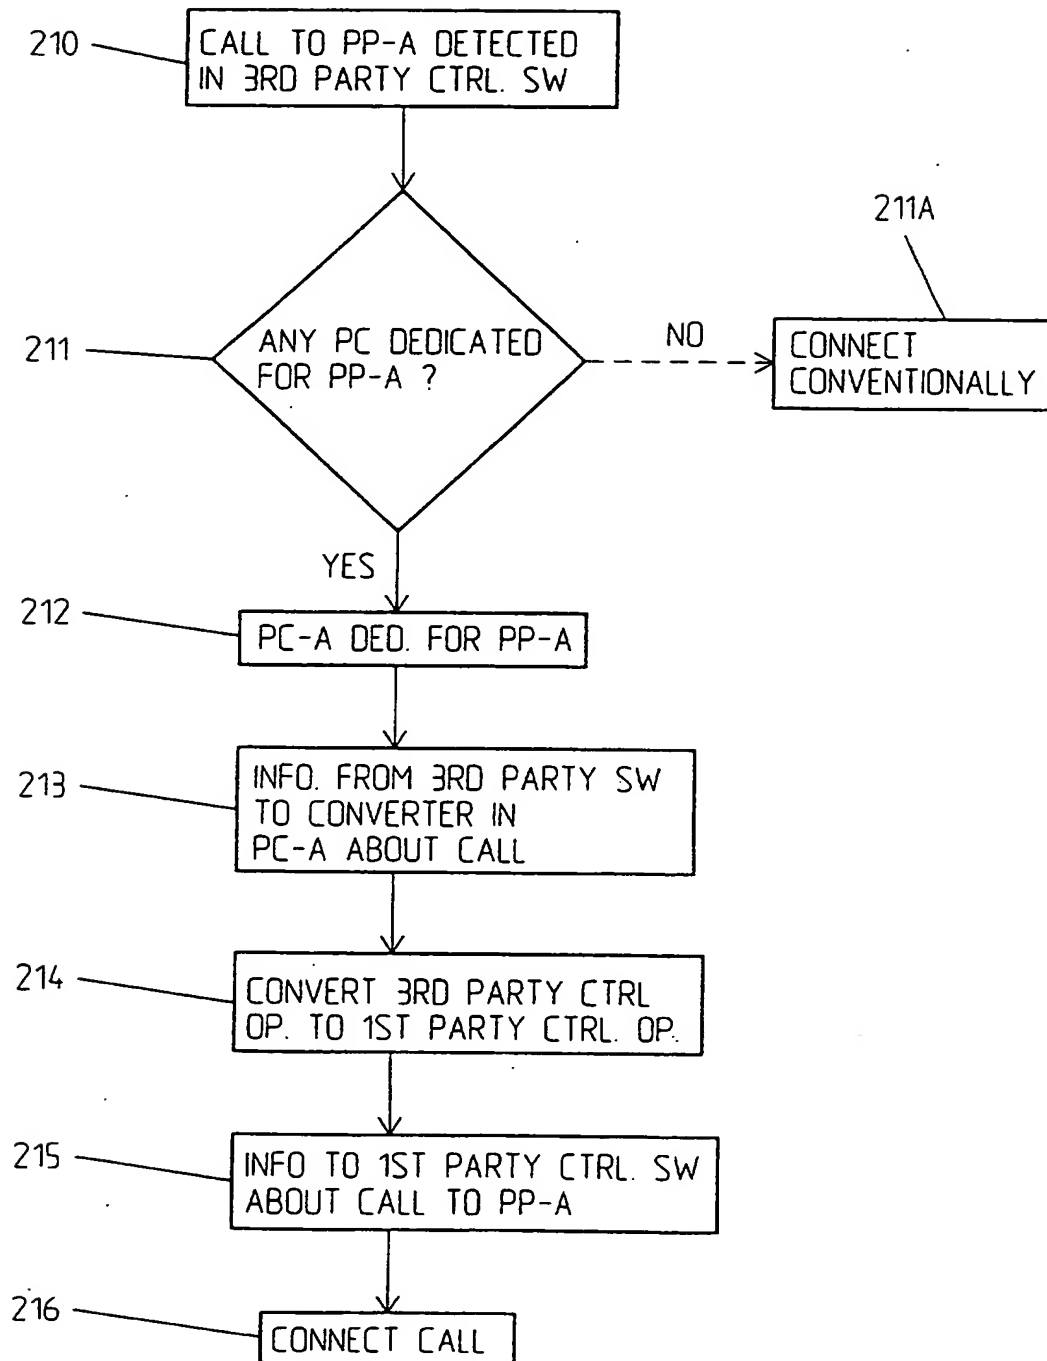 210
CALL TO PP-A DETECTED
IN 3RD PARTY CTRL. SW
211A
211
ANY PC DEDICATED
FOR PP-A ?
NO
CONNECT
CONVENTIONALLY
YES
212
PC-A DED. FOR PP-A
213
INFO. FROM 3RD PARTY SW
TO CONVERTER IN
PC-A ABOUT CALL
214
CONVERT 3RD PARTY CTRL
OP. TO 1ST PARTY CTRL. OP.
215
INFO TO 1ST PARTY CTRL. SW
ABOUT CALL TO PP-A
216
CONNECT CALL